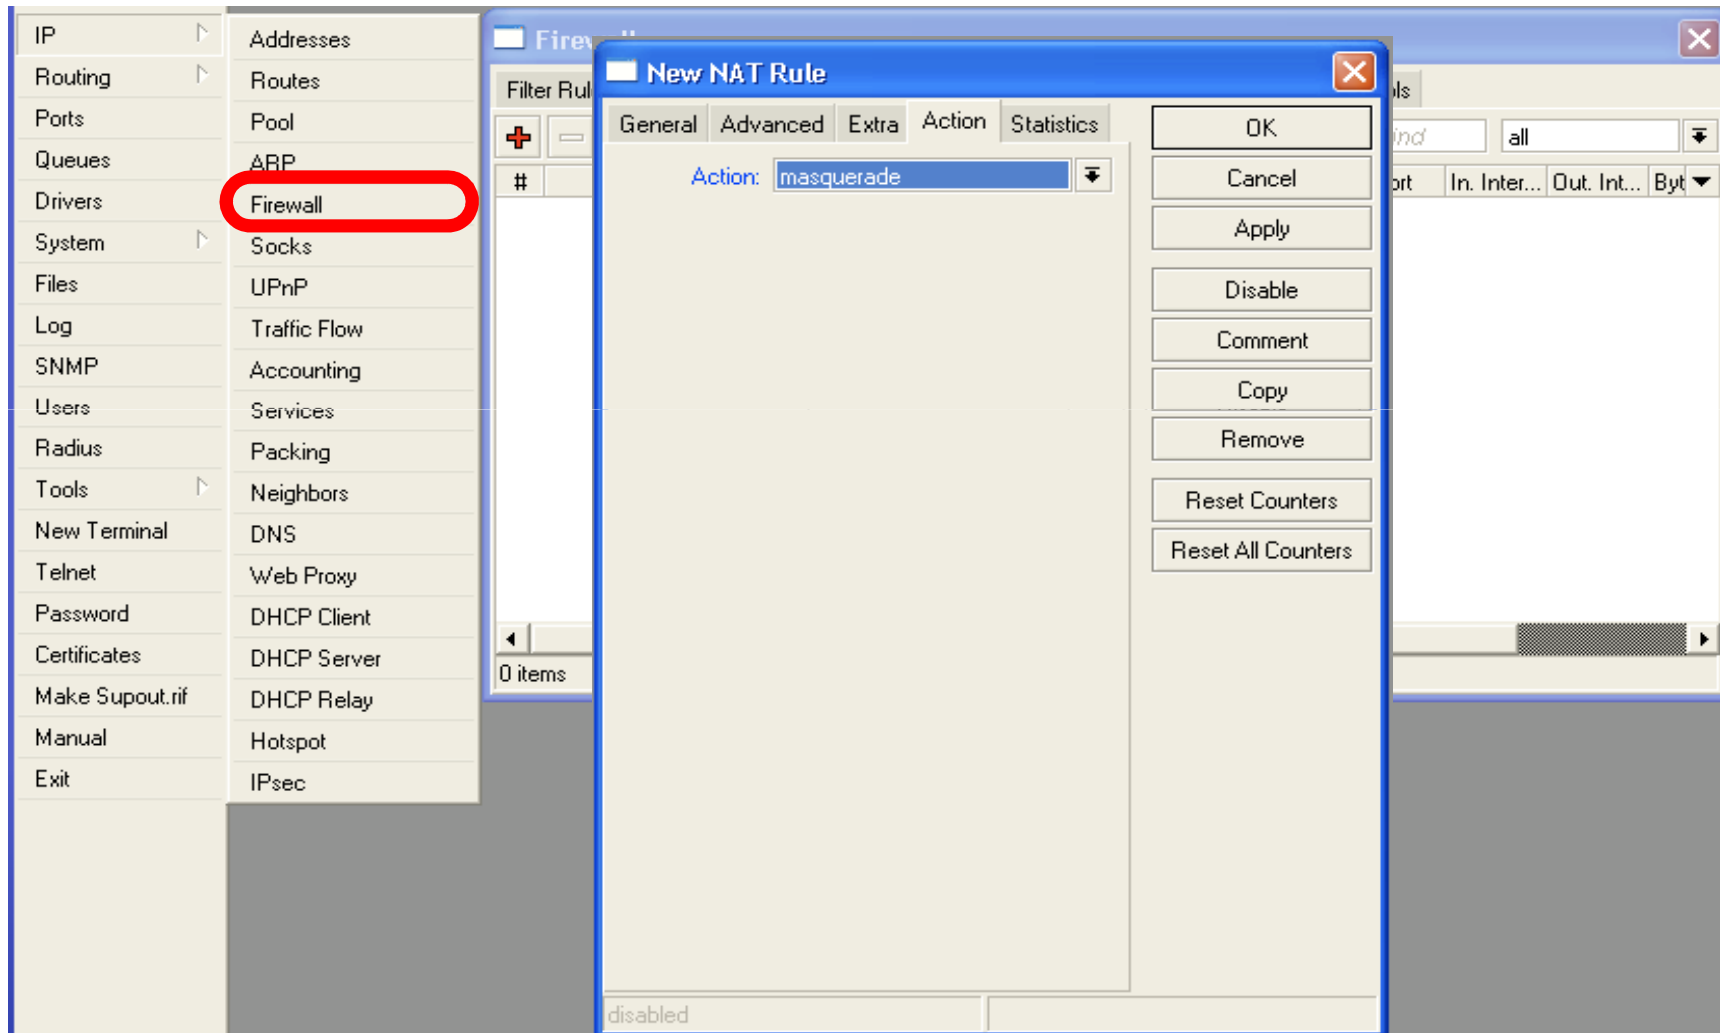 IP
Routing
Ports
Queues
Drivers
System
Files
Log
SNMP
Users
Radius
Tools
New Terminal
Telnet
Password
Certificates
Make Supout.rif
Manual
Exit
Addresses
Routes
Pool
ARP
Firewall
Socks
UPnP
Traffic Flow
Accounting
Services
Packing
Neighbors
DNS
Web Proxy
DHCP Client
DHCP Server
DHCP Relay
Hotspot
IPsec
Filter Rul
all
# In. Inter... Out. Int... Byt
0 items
New NAT Rule
General Advanced Extra Action Statistics
Action: masquerade
OK
Cancel
Apply
Disable
Comment
Copy
Remove
Reset Counters
Reset All Counters
disabled